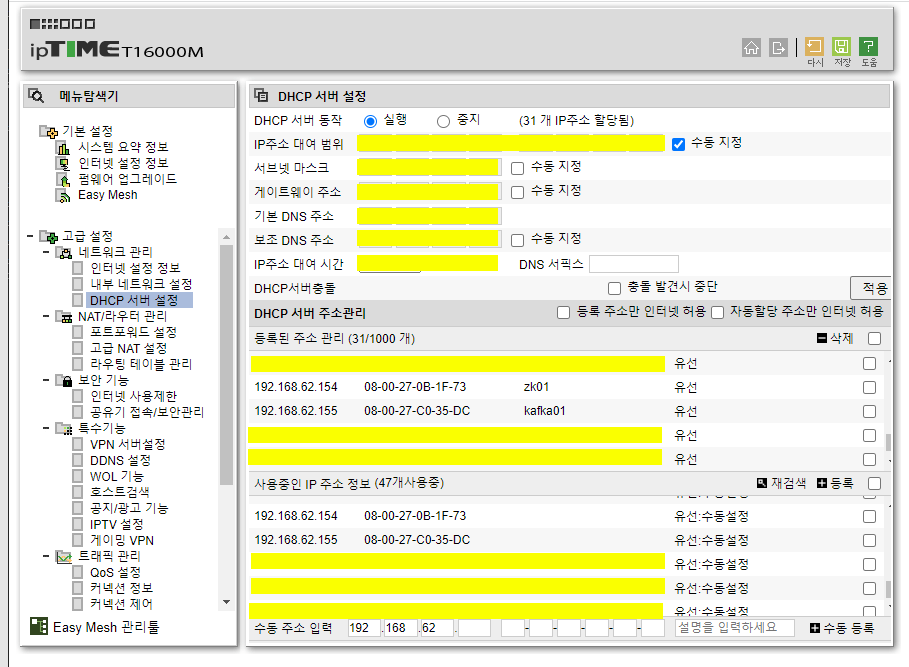 ipTIME T16000M
다시 저장 도움
메뉴탐색기
기본 설정
시스템 요약 정보
인터넷 설정 정보
펌웨어 업그레이드
Easy Mesh
고급 설정
네트워크 관리
인터넷 설정 정보
내부 네트워크 설정
DHCP 서버 설정
NAT/라우터 관리
포트포워드 설정
고급 NAT 설정
라우팅 테이블 관리
보안 기능
인터넷 사용제한
공유기 접속/보안관리
특수기능
VPN 서버설정
DDNS 설정
WOL 기능
호스트검색
공지/광고 기능
IPTV 설정
게이밍 VPN
트래픽 관리
QoS 설정
커넥션 정보
커넥션 제어
Easy Mesh 관리툴
DHCP 서버 설정
DHCP 서버 동작 실행 중지 (31 개 IP주소 할당됨)
IP주소 대여 범위 수동 지정
서브넷 마스크 수동 지정
게이트웨이 주소 수동 지정
기본 DNS 주소
보조 DNS 주소 수동 지정
IP주소 대여 시간 DNS 서픽스
DHCP서버충돌 충돌 발견시 중단 적용
DHCP 서버 주소관리 등록 주소만 인터넷 허용 자동할당 주소만 인터넷 허용
등록된 주소 관리 (31/1000 개) 삭제
유선
192.168.62.154 08-00-27-0B-1F-73 zk01 유선
192.168.62.155 08-00-27-C0-35-DC kafka01 유선
유선
유선
사용중인 IP 주소 정보 (47개사용중) 재검색 등록
유선:수동설정
192.168.62.154 08-00-27-0B-1F-73 유선:수동설정
192.168.62.155 08-00-27-C0-35-DC 유선:수동설정
유선:수동설정
유선:수동설정
유선:수동설정
수동 주소 입력 192 .168 .62 . - - - - - 설명을 입력하세요 수동 등록